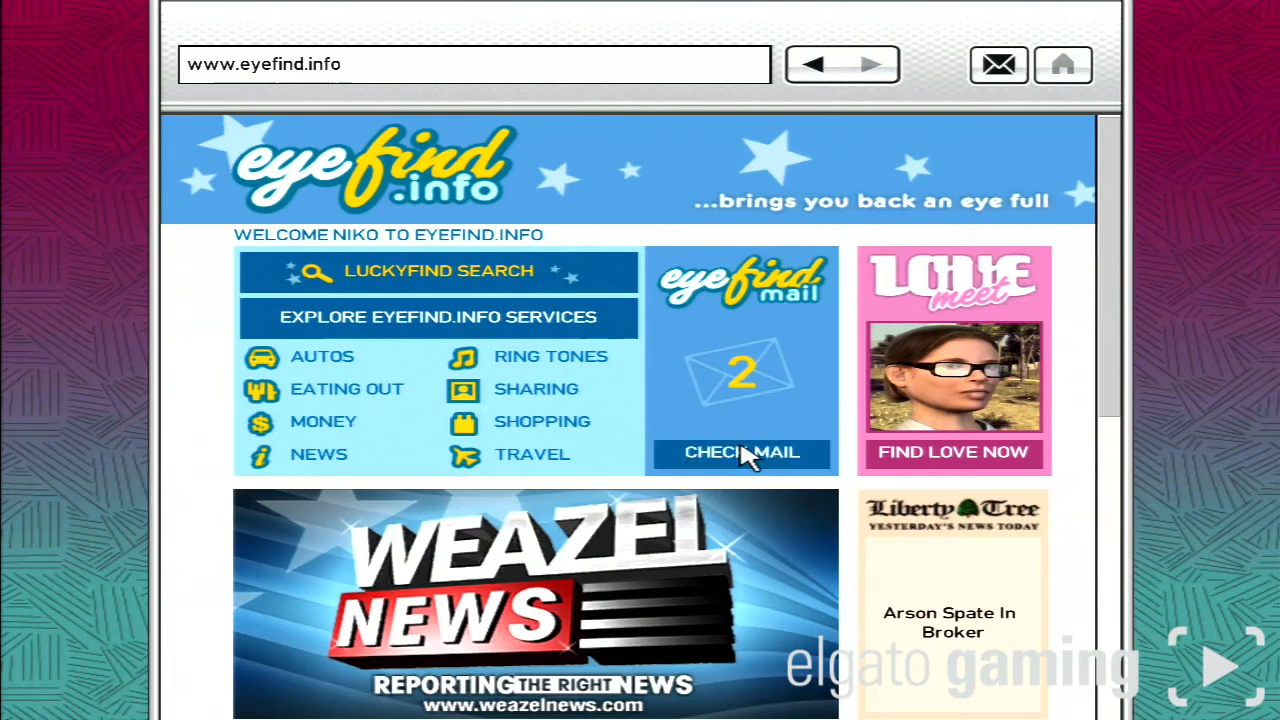 www.eyefind.info
eyefind
.info
...brings you back an eye full
WELCOME NIKO TO EYEFIND.INFO
LUCKYFIND SEARCH
EXPLORE EYEFIND.INFO SERVICES
AUTOS
RING TONES
EATING OUT
SHARING
MONEY
SHOPPING
NEWS
TRAVEL
eyefind
mail
2
CHECK MAIL
LOVE
meet
FIND LOVE NOW
WEAZEL
NEWS
REPORTING THE RIGHT NEWS
www.weazelnews.com
Liberty Tree
YESTERDAY'S NEWS TODAY
Arson Spate In
Broker
elgato gaming